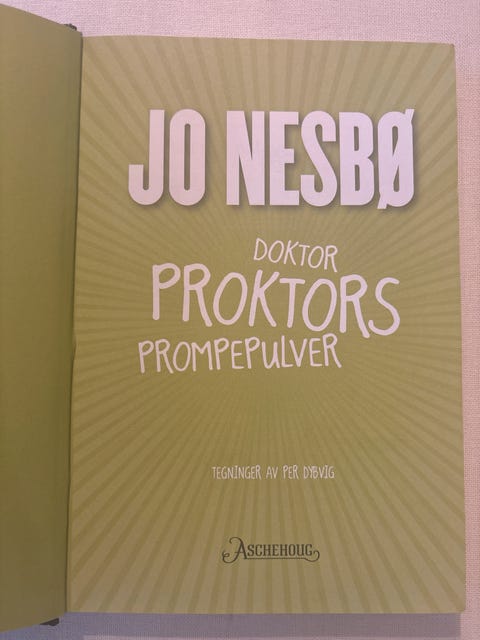 JO NESBØ
DOKTOR
PROKTORS
PROMPEPULVER
TEGNINGER AV PER DYBVIG
ASCHEHOUG